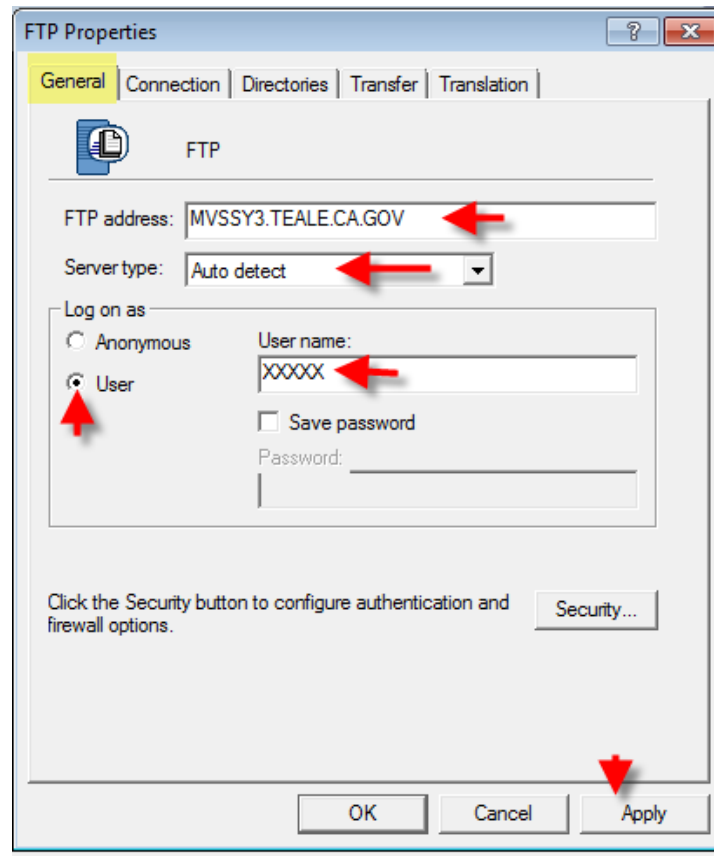 FTP Properties
General Connection Directories Transfer Translation
FTP
FTP address: MVSSY3.TEALE.CA.GOV
Server type: Auto detect
Log on as
Anonymous User name:
User XXXXX
Save password
Password:
Click the Security button to configure authentication and Security...
firewall options.
OK Cancel Apply